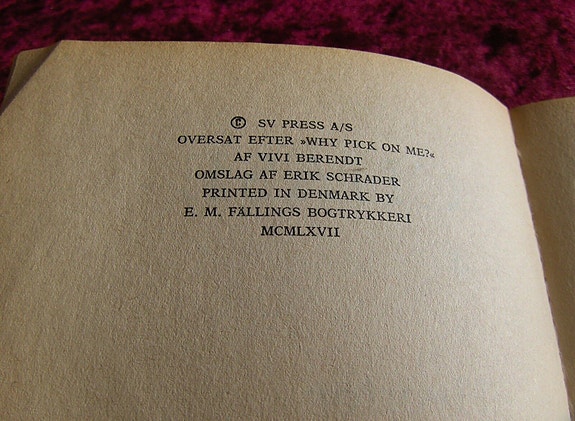 © SV PRESS A/S
OVERSAT EFTER »WHY PICK ON ME?«
AF VIVI BERENDT
OMSLAG AF ERIK SCHRADER
PRINTED IN DENMARK BY
E. M. FÄLLINGS BOGTRYKKERI
MCMLXVII